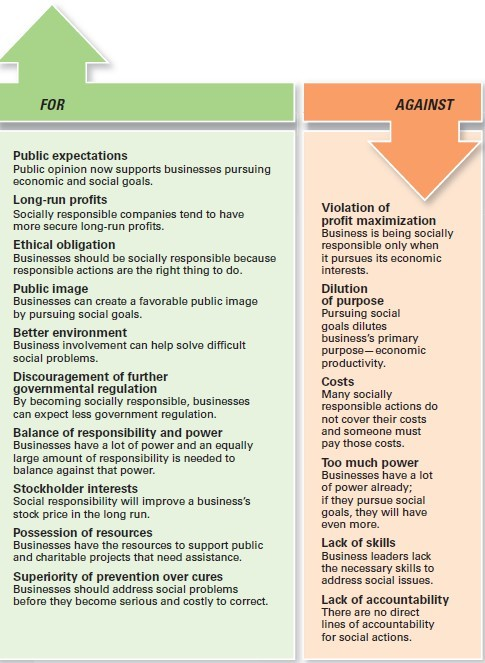 FOR
Public expectations
Public opinion now supports businesses pursuing
economic and social goals.
Long-run profits
Socially responsible companies tend to have
more secure long-run profits.
Ethical obligation
Businesses should be socially responsible because
responsible actions are the right thing to do.
Public image
Businesses can create a favorable public image
by pursuing social goals.
Better environment
Business involvement can help solve difficult
social problems.
Discouragement of further
governmental regulation
By becoming socially responsible, businesses
can expect less government regulation.
Balance of responsibility and power
Businesses have a lot of power and an equally
large amount of responsibility is needed to
balance against that power.
Stockholder interests
Social responsibility will improve a business's
stock price in the long run.
Possession of resources
Businesses have the resources to support public
and charitable projects that need assistance.
Superiority of prevention over cures
Businesses should address social problems
before they become serious and costly to correct.
AGAINST
Violation of
profit maximization
Business is being socially
responsible only when
it pursues its economic
interests.
Dilution
of purpose
Pursuing social
goals dilutes
business's primary
purpose—economic
productivity.
Costs
Many socially
responsible actions do
not cover their costs
and someone must
pay those costs.
Too much power
Businesses have a lot
of power already;
if they pursue social
goals, they will have
even more.
Lack of skills
Business leaders lack
the necessary skills to
address social issues.
Lack of accountability
There are no direct
lines of accountability
for social actions.